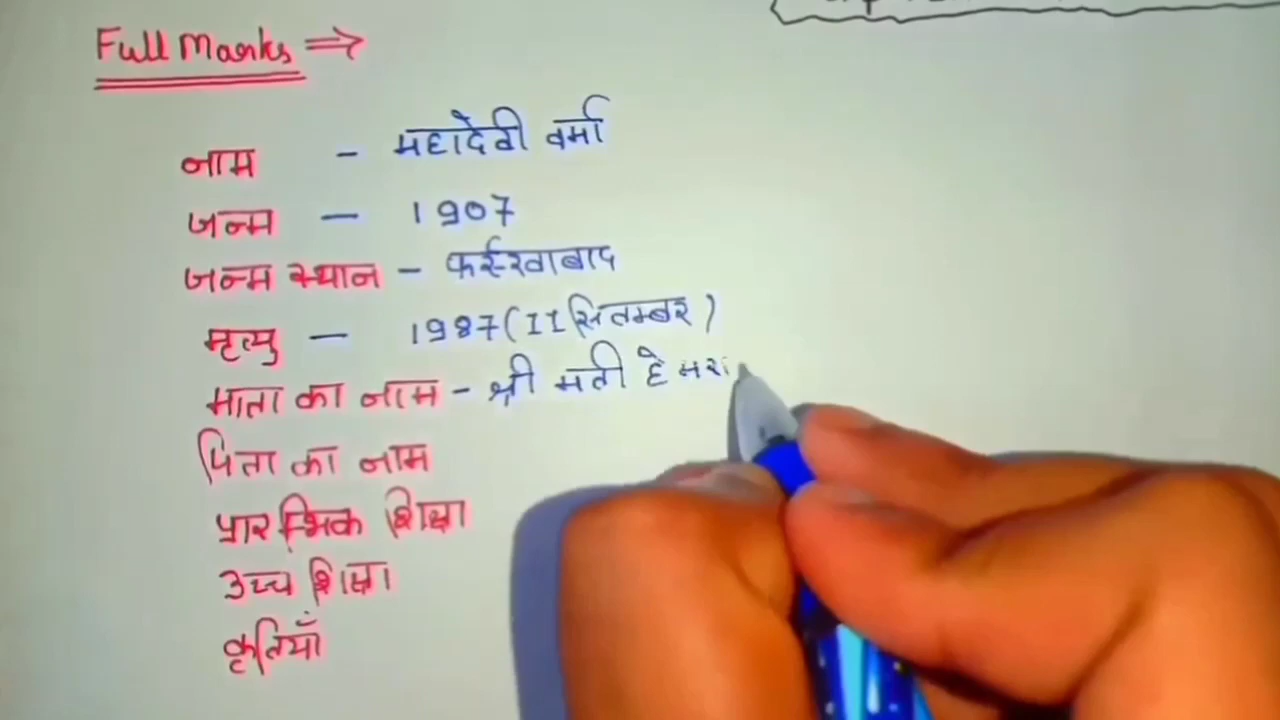 Full Marks ⇒
नाम - महादेवी वर्मा
जन्म - 1907
जन्म स्थान - फर्रुखाबाद
मृत्यु - 1987 (11 सितम्बर)
माता का नाम - श्री मती हेमरा
पिता का नाम
प्रारम्भिक शिक्षा
उच्च शिक्षा
कृतियाँ